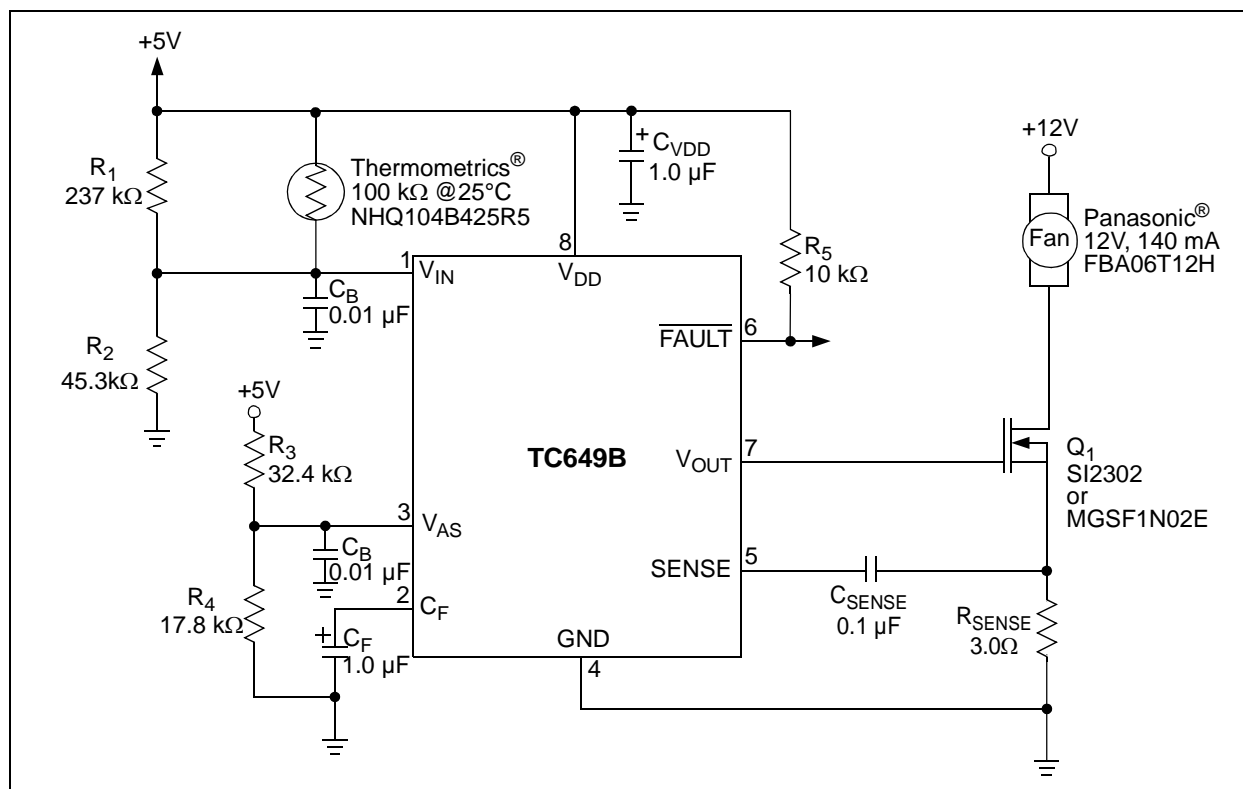 +5V
R1
237 kΩ
Thermometrics®
100 kΩ @25°C
NHQ104B425R5
+
CVDD
1.0 µF
+12V
Fan
Panasonic®
12V, 140 mA
FBA06T12H
R5
10 kΩ
1
VIN
8
VDD
CB
0.01 µF
FAULT
6
R2
45.3kΩ
+5V
R3
32.4 kΩ
TC649B
VOUT
7
Q1
SI2302
or
MGSF1N02E
3
VAS
CB
0.01 µF
SENSE
5
CSENSE
0.1 µF
RSENSE
3.0Ω
R4
17.8 kΩ
2
CF
+
CF
1.0 µF
GND
4